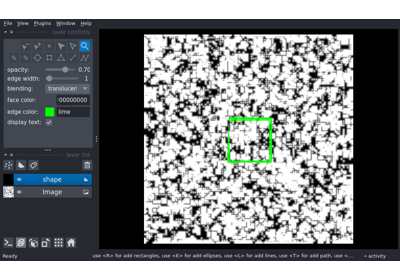 File View Plugins Window Help
layer controls
opacity: 0.70
edge width: 1
blending: translucen
face color: 00000000
edge color: lime
display text:
layer list
shape
Image
Ready
use <R> for add rectangles, use <E> for add ellipses, use <L> for add lines, use <T> for add path, use <...
activity